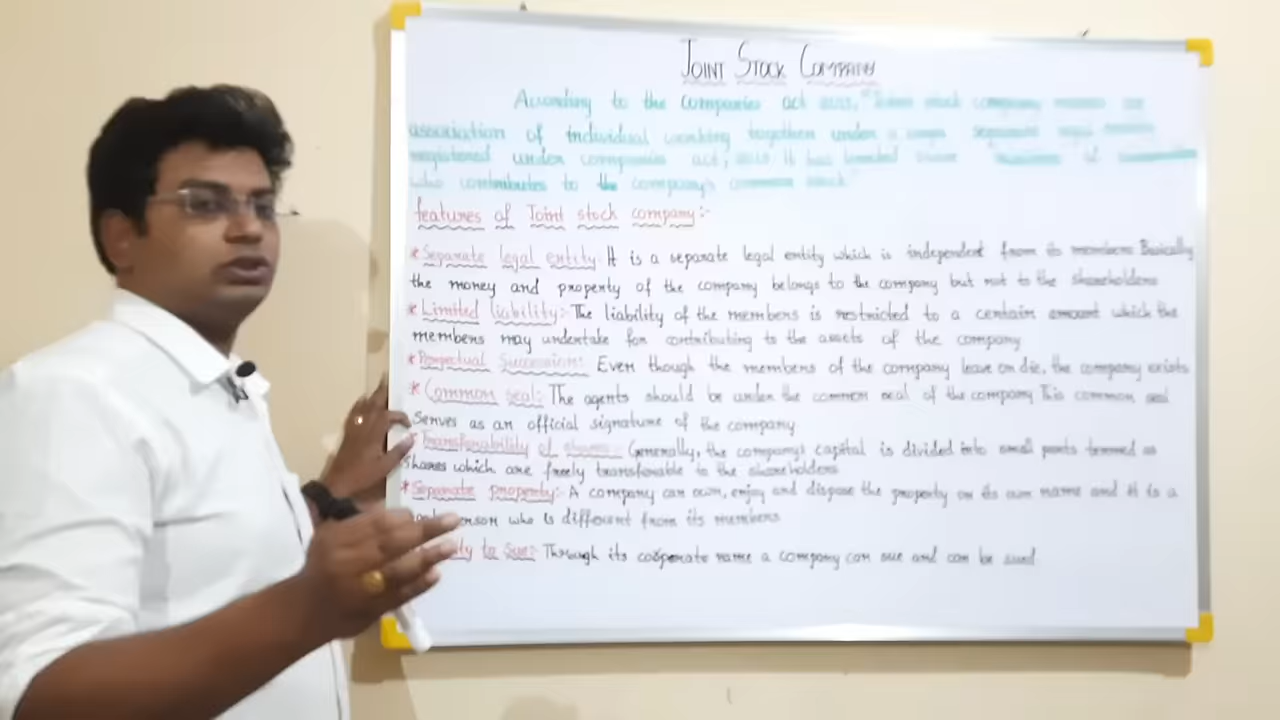 JOINT STOCK COMPANY
According to the companies act
association of individual working together under a
registered under companies act,
who contributes to the company's common stock"
features of Joint stock company:-
*Separate legal entity: It is a separate legal entity which is independent from its members Basically
the money and property of the company belongs to the company but not to the shareholders
*Limited liability:- The liability of the members is restricted to a certain amount which the
members may undertake for contributing to the assets of the company
*Perpectual Succession: Even though the members of the company leave or die, the company exists
*Common seal: The agents should be under the common seal of the company This common seal
serves as an official signature of the company
*Transferability of shares: Generally, the company's capital is divided into small parts termed as
shares which are freely transferable to the shareholders
*Separate property: A company can own, enjoy and dispose the property on its own name and it is a
who is different from its members
to Sue: Through its cooperate name a company can sue and can be sued